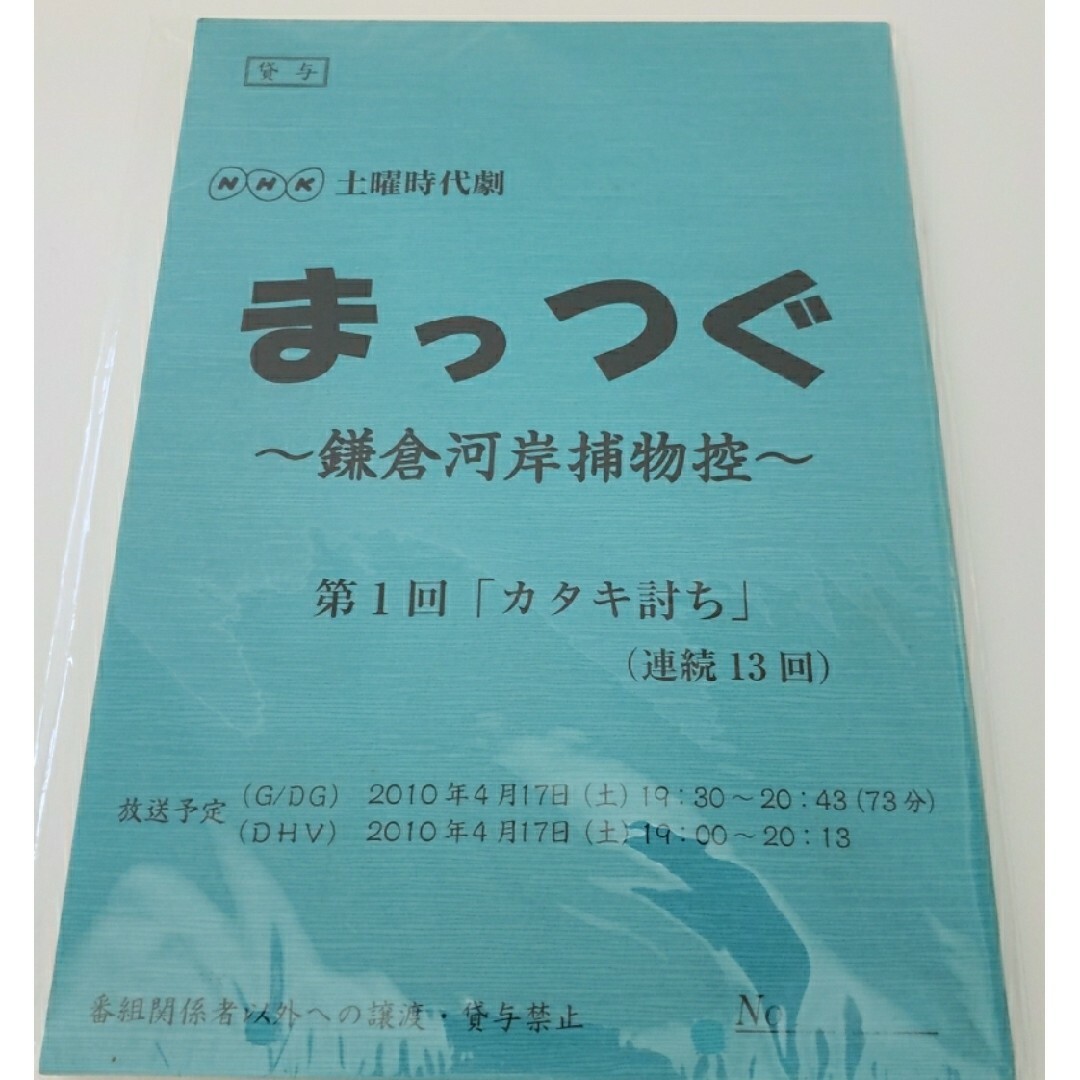 貸与
NHK 土曜時代劇
まっつぐ
～鎌倉河岸捕物控～
第1回「カタキ討ち」
(連続13回)
放送予定 (G/DG) 2010年4月17日(土)19:30～20:43(73分)
(DHV) 2010年4月17日(土)19:00～20:13
番組関係者以外への譲渡・貸与禁止 No